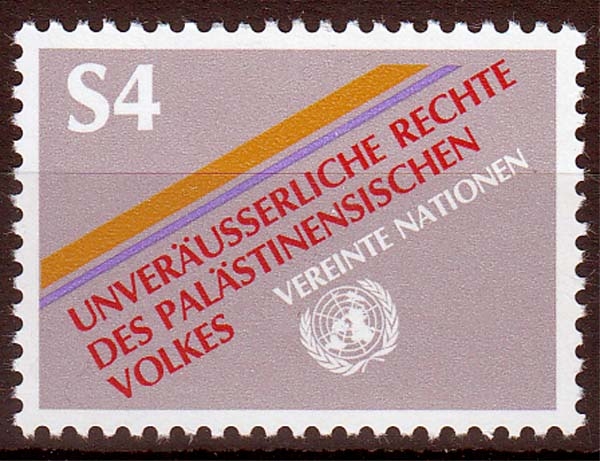 S4
UNVERÄUSSERLICHE RECHTE
DES PALÄSTINENSISCHEN
VOLKES
VEREINTE NATIONEN